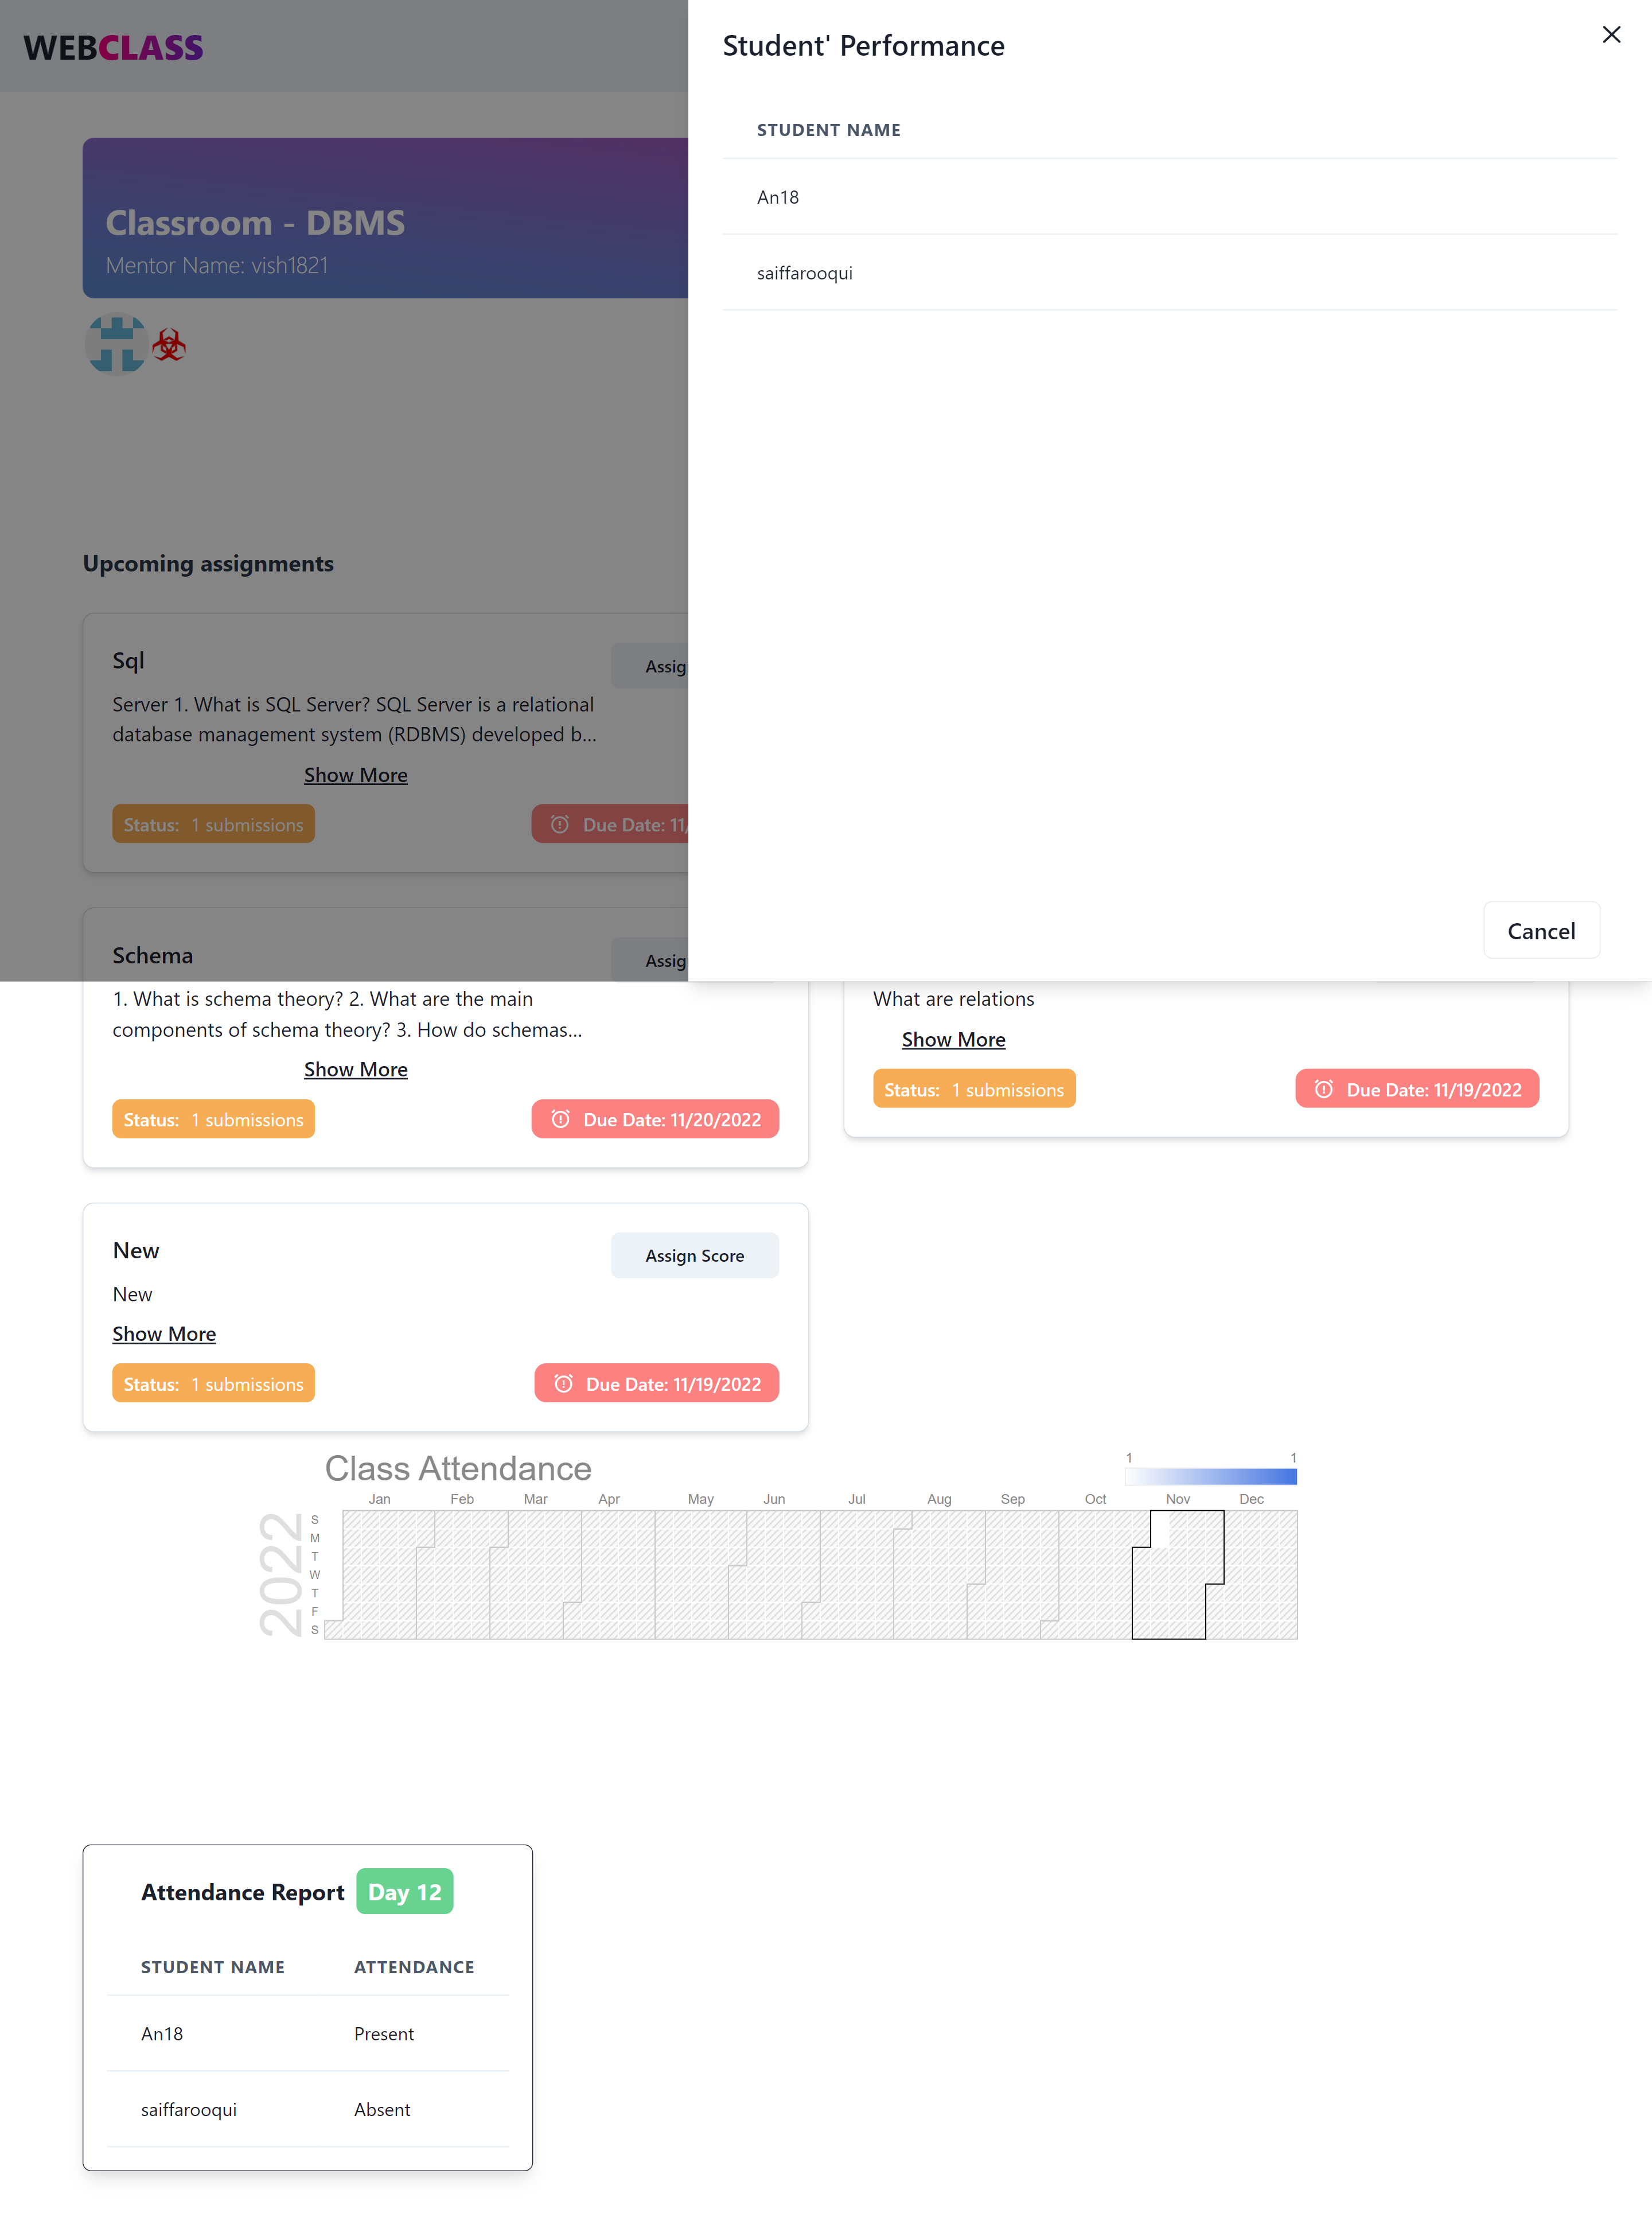 WEBCLASS
Classroom - DBMS
Mentor Name: vish1821
Student' Performance
STUDENT NAME
An18
saiffarooqui
Cancel
Upcoming assignments
Sql
Server 1. What is SQL Server? SQL Server is a relational
database management system (RDBMS) developed b...
Show More
Status: 1 submissions
Due Date: 11/
Schema
1. What is schema theory? 2. What are the main
components of schema theory? 3. How do schemas...
Show More
Status: 1 submissions
Due Date: 11/20/2022
What are relations
Show More
Status: 1 submissions
Due Date: 11/19/2022
New
Assign Score
New
Show More
Status: 1 submissions
Due Date: 11/19/2022
Class Attendance
1 1
Jan Feb Mar Apr May Jun Jul Aug Sep Oct Nov Dec
2022
S
M
T
W
T
F
S
Attendance Report Day 12
STUDENT NAME ATTENDANCE
An18 Present
saiffarooqui Absent